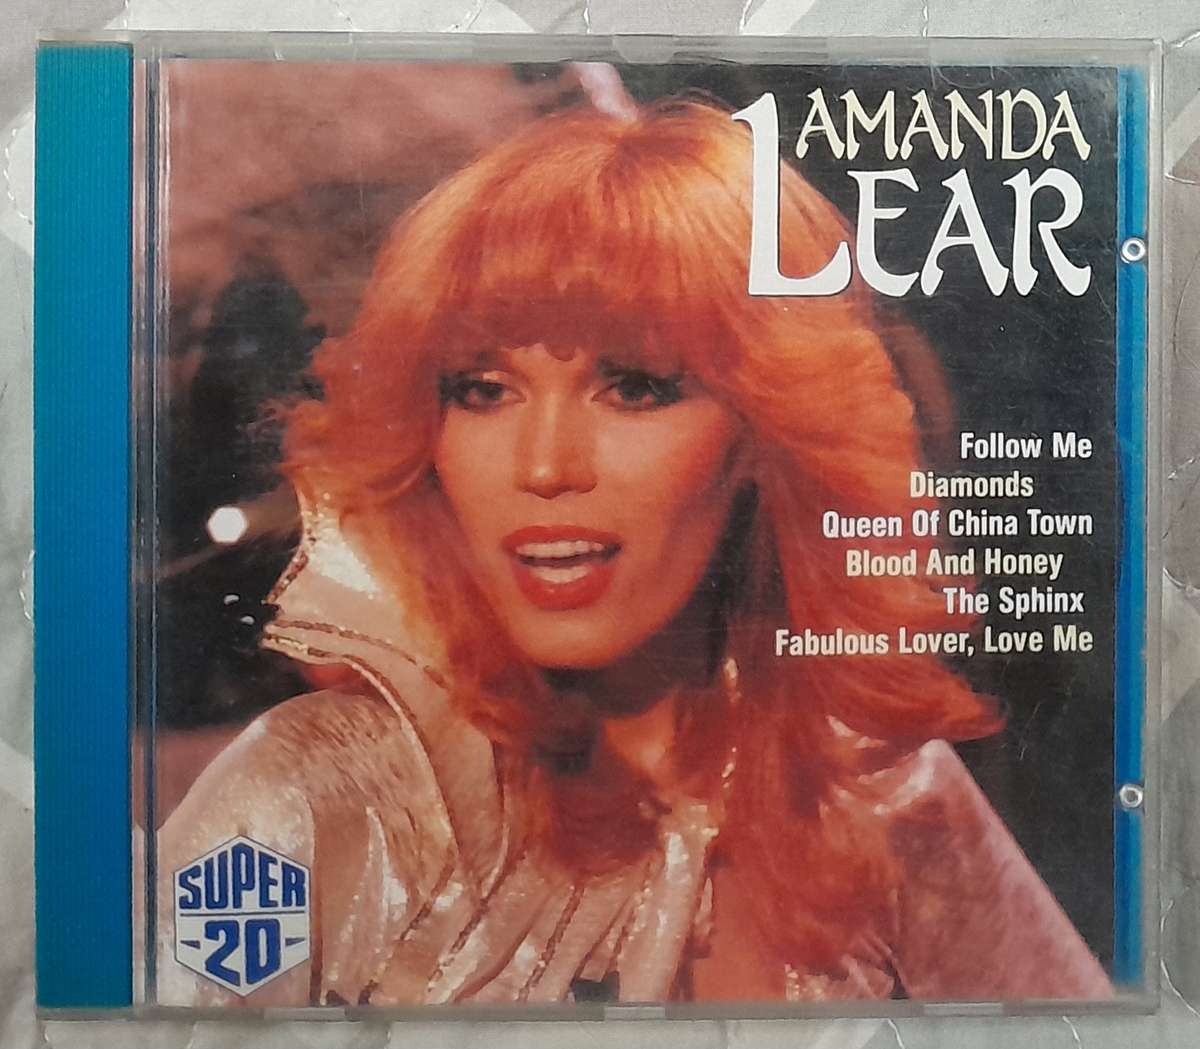 AMANDA
LEAR
Follow Me
Diamonds
Queen Of China Town
Blood And Honey
The Sphinx
Fabulous Lover, Love Me
SUPER
-20-